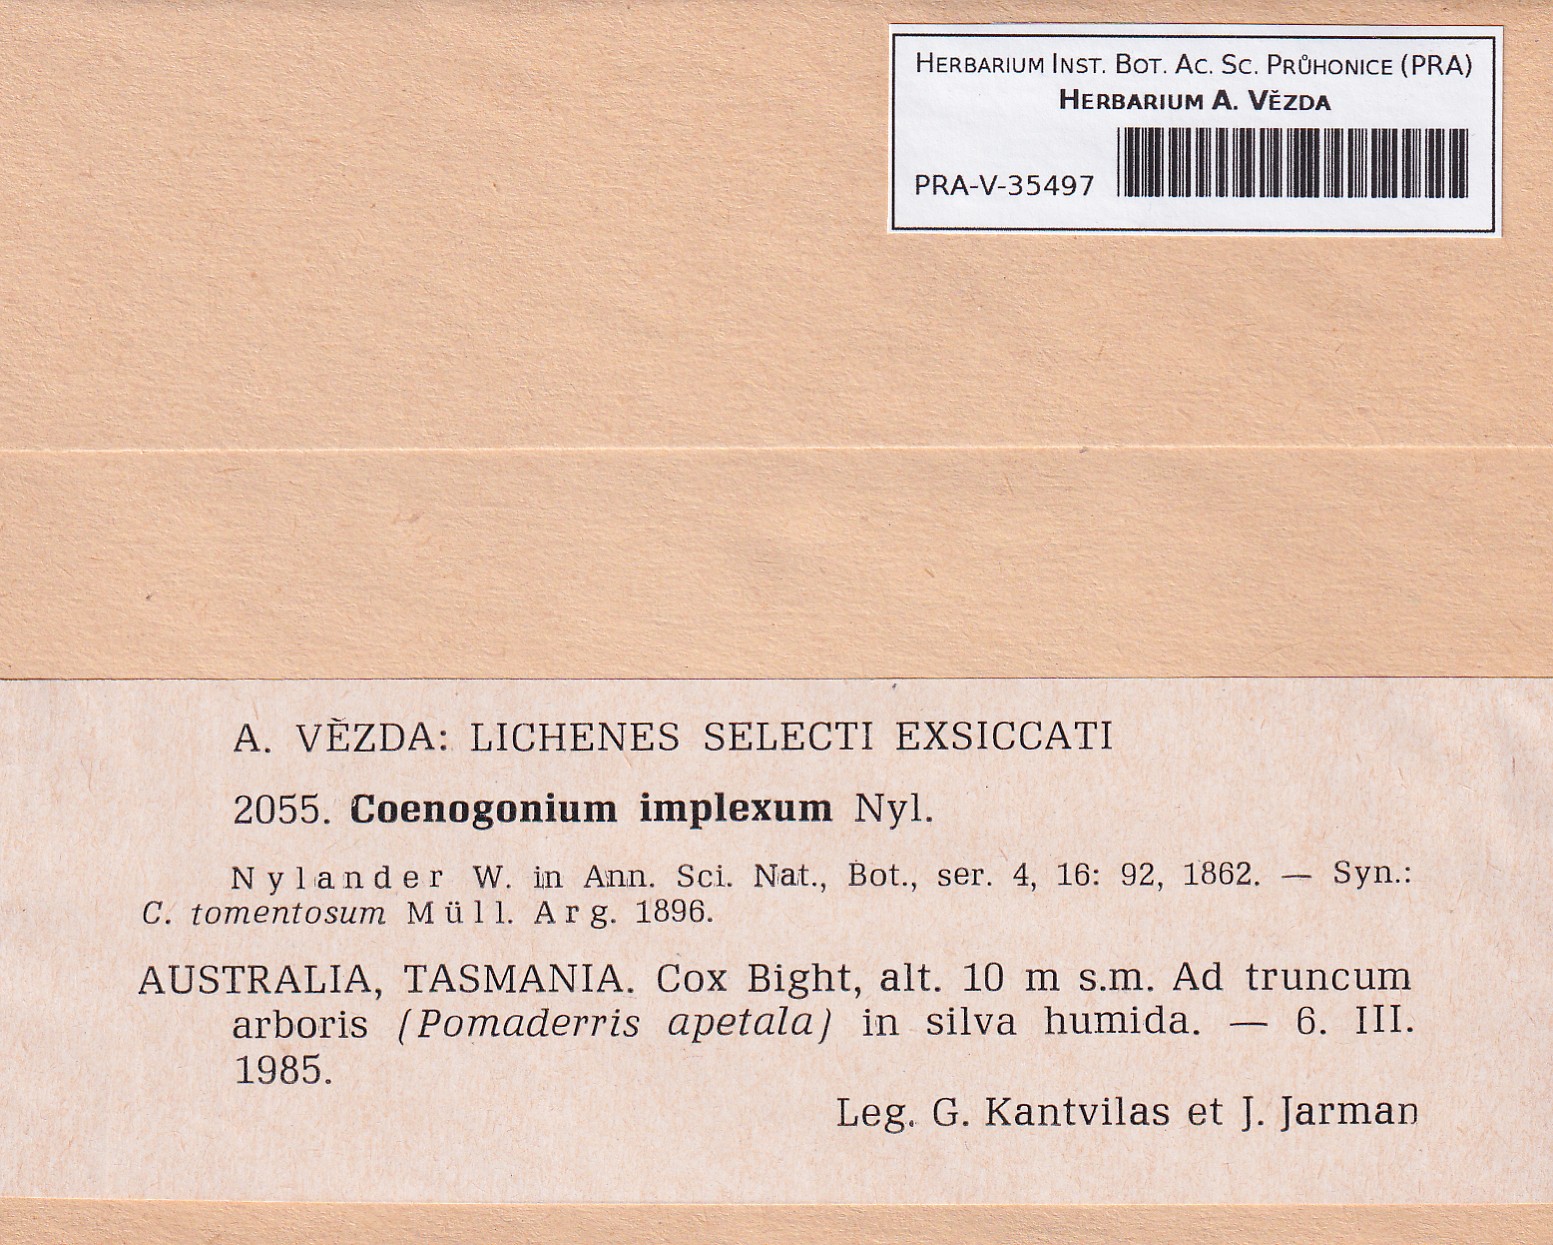 HERBARIUM INST. BOT. AC. SC. PRŮHONICE (PRA)
HERBARIUM A. VĚZDA
PRA-V-35497
A. VĚZDA: LICHENES SELECTI EXSICCATI
2055. Coenogonium implexum Nyl.
Nylander W. in Ann. Sci. Nat., Bot., ser. 4, 16: 92, 1862. — Syn.:
C. tomentosum Müll. Arg. 1896.
AUSTRALIA, TASMANIA. Cox Bight, alt. 10 m s.m. Ad truncum
arboris (Pomaderris apetala) in silva humida. — 6. III.
1985.
Leg. G. Kantvilas et J. Jarman